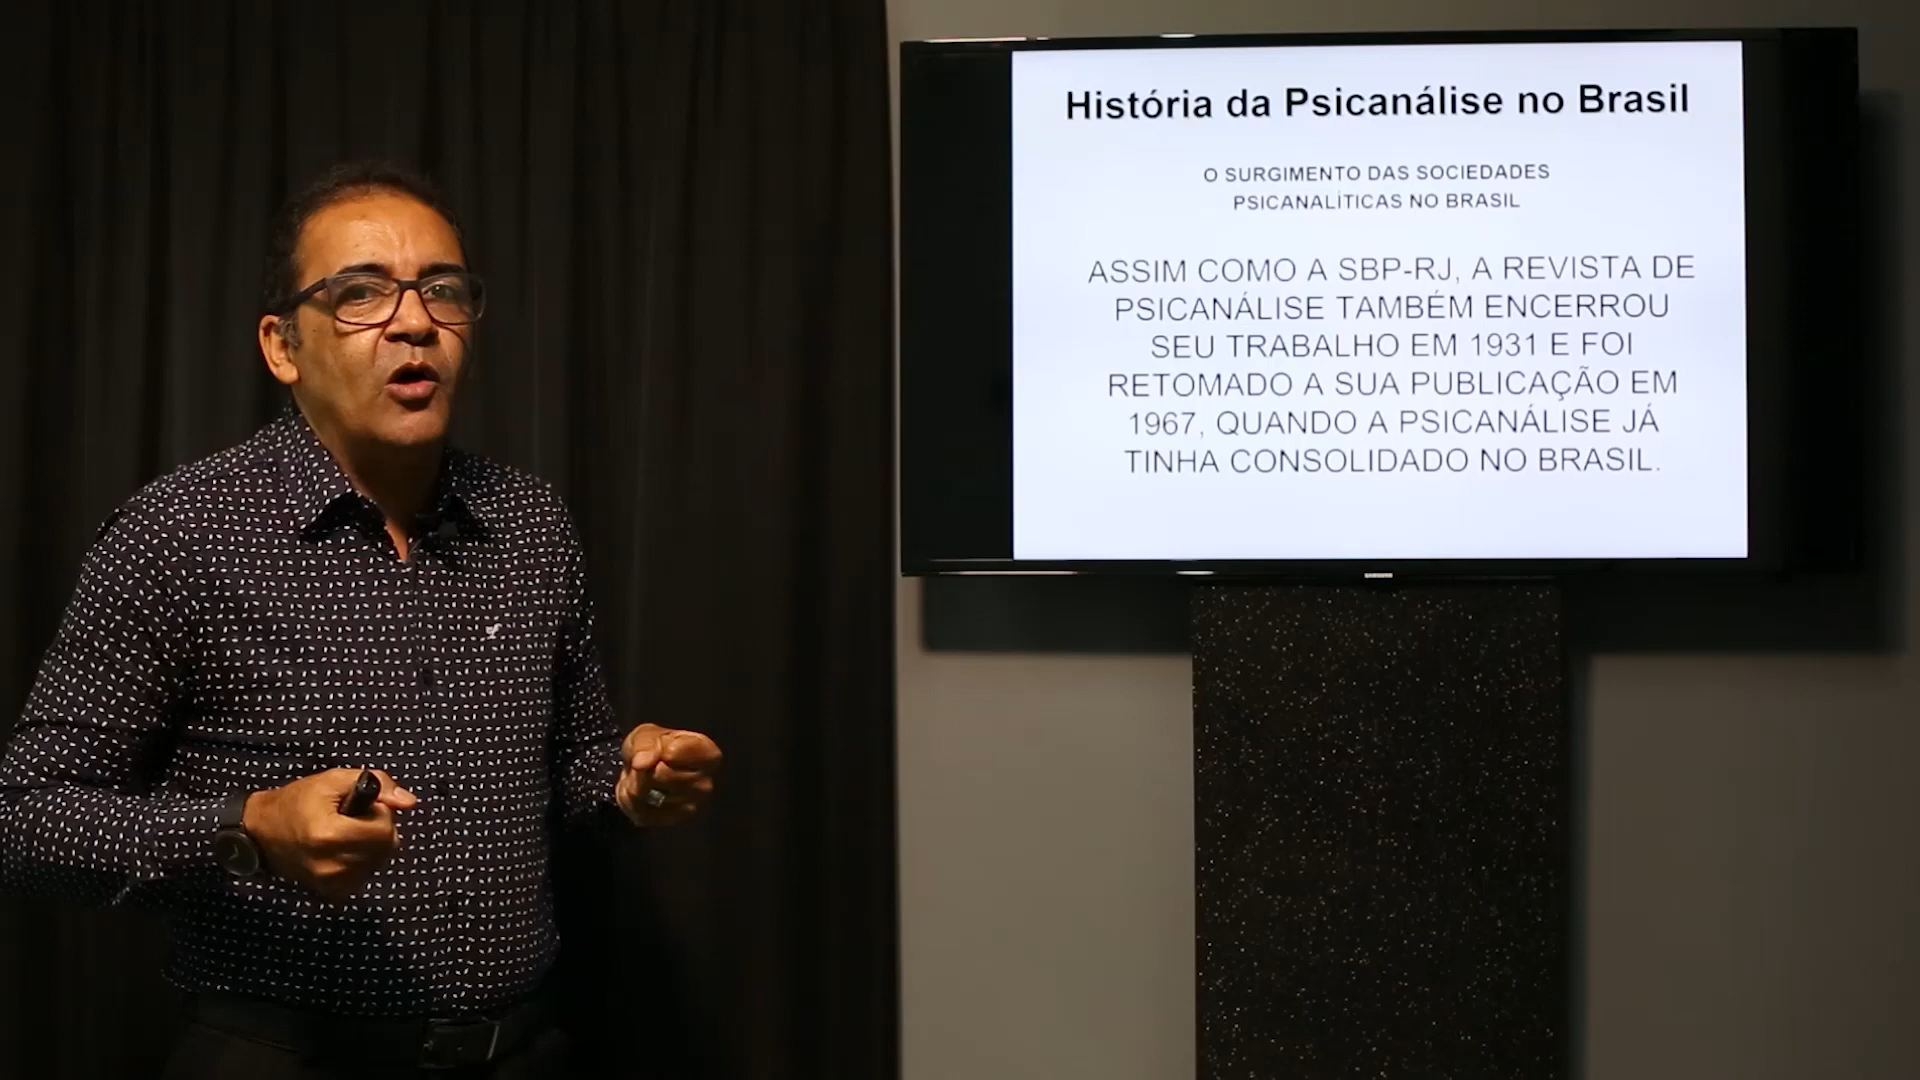 História da Psicanálise no Brasil
O SURGIMENTO DAS SOCIEDADES
PSICANALÍTICAS NO BRASIL
ASSIM COMO A SBP-RJ, A REVISTA DE
PSICANÁLISE TAMBÉM ENCERROU
SEU TRABALHO EM 1931 E FOI
RETOMADO A SUA PUBLICAÇÃO EM
1967, QUANDO A PSICANÁLISE JÁ
TINHA CONSOLIDADO NO BRASIL.
SAMSUNG